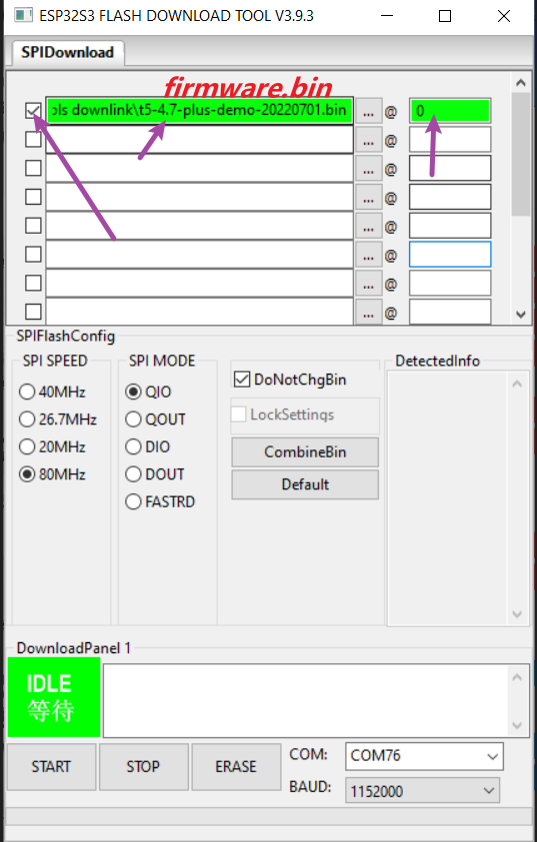 ESP32S3 FLASH DOWNLOAD TOOL V3.9.3
SPIDownload
firmware.bin
ols downlink\t5-4.7-plus-demo-20220701.bin ... @ 0
... @
... @
... @
... @
... @
... @
... @
SPIFlashConfig
SPI SPEED
40MHz
26.7MHz
20MHz
80MHz
SPI MODE
QIO
QOUT
DIO
DOUT
FASTRD
DoNotChgBin
LockSettings
CombineBin
Default
DetectedInfo
DownloadPanel 1
IDLE
等待
START
STOP
ERASE
COM: COM76
BAUD: 1152000